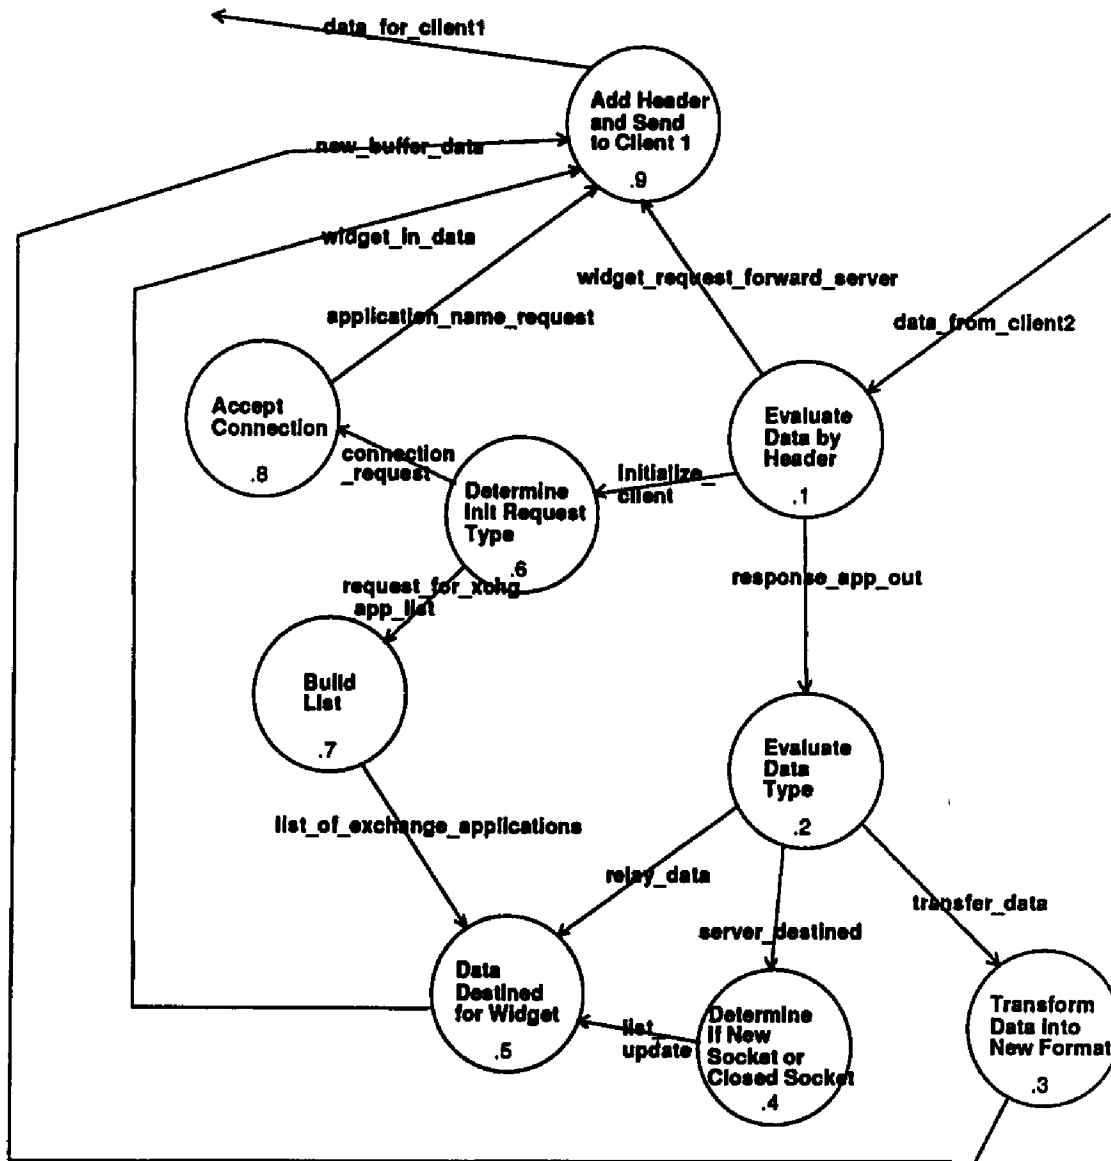 data_for_client1
Add Header
and Send
to Client 1
.9
new_buffer_data
widget_in_data
widget_request_forward_server
application_name_request
data_from_client2
Accept
Connection
.8
connection
_request
Evaluate
Data by
Header
.1
Initialize_
client
Determine
Init Request
Type
.6
request_for_xchg_
app_list
response_app_out
Build
List
.7
Evaluate
Data
Type
.2
list_of_exchange_applications
relay_data
transfer_data
server_destined
Data
Destined
for Widget
.5
list_
update
Determine
If New
Socket or
Closed Socket
.4
Transform
Data Into
New Format
.3